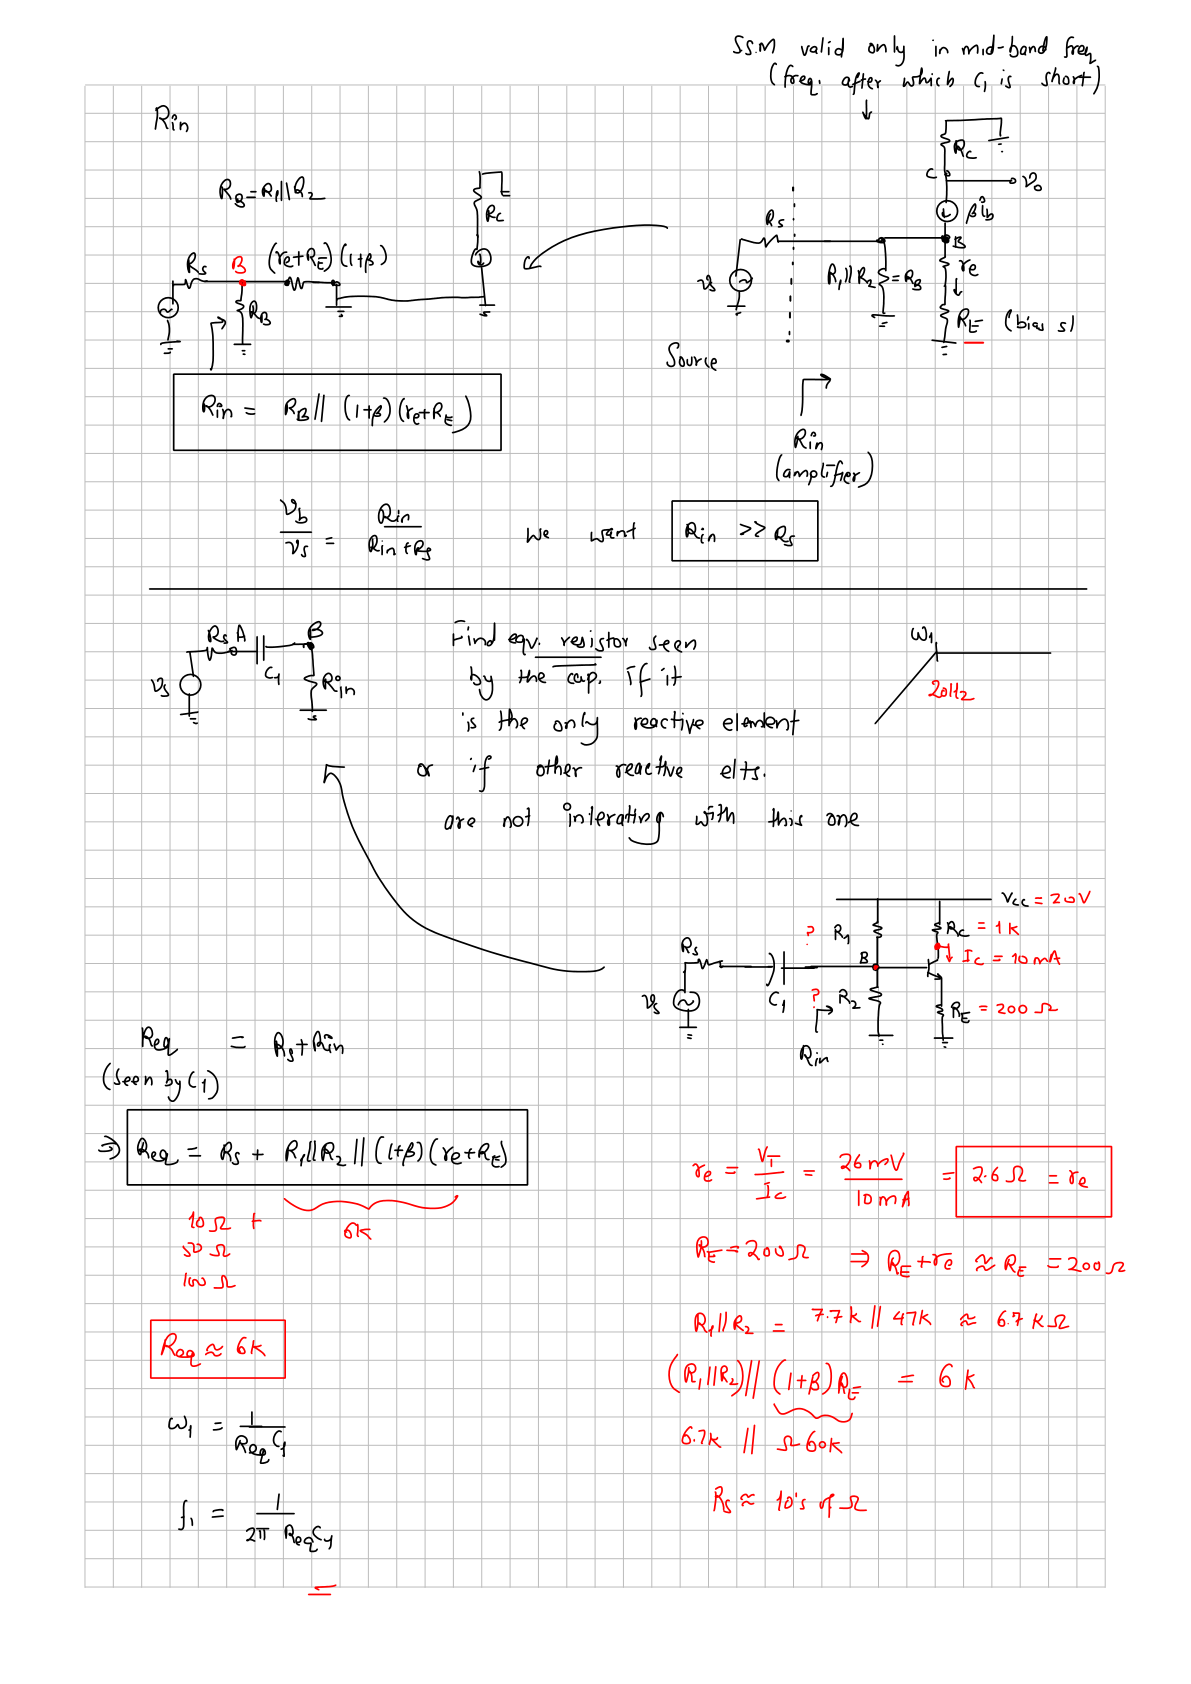 SS.M valid only in mid-band freq
(freq. after which C1 is short)
Rin
RB=R1||R2
RC
Rs B (re+RE)(1+β)
RB
Rin = RB || (1+β)(re+RE)
RC
C vo
βib
Rs B
vs R1||R2 = RB re
RE (bias s)
Source
Rin
(amplifier)
vb/vs = Rin/(Rin+Rs) we want Rin >> Rs
Rs A B
vs C1 Rin
Find eqv. resistor seen
by the cap. if it
is the only reactive element
or if other reactive elts.
are not interating with this one
ω1
20Hz
VCC = 20V
? R1 RC = 1k
Rs B IC = 10mA
vs C1 ? R2 RE = 200 Ω
Rin
Req = Rs+Rin
(seen by C1)
⇒ Req = Rs + R1||R2 || (1+β)(re+RE)
10 Ω + 6k
50 Ω
100 Ω
Req ≈ 6k
ω1 = 1/(Req C1)
f1 = 1/(2π Req C1)
re = VT/IC = 26mV/10mA = 2.6 Ω = re
RE = 200 Ω ⇒ RE+re ≈ RE = 200 Ω
R1||R2 = 7.7k || 47k ≈ 6.7 kΩ
(R1||R2)||(1+β)RE = 6 k
6.7k || Ω 60k
Rs ≈ 10's of Ω